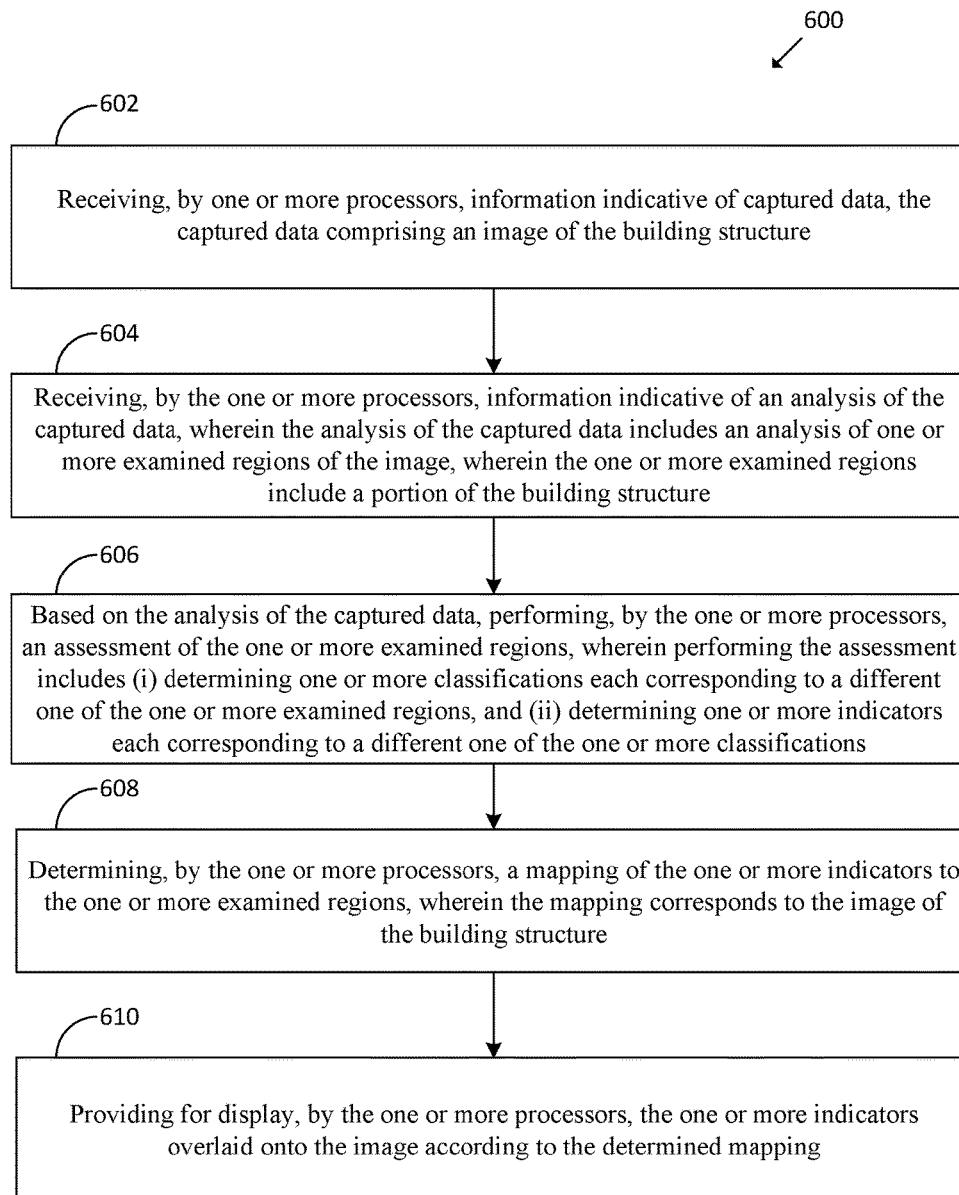 600
602
Receiving, by one or more processors, information indicative of captured data, the
captured data comprising an image of the building structure
604
Receiving, by the one or more processors, information indicative of an analysis of the
captured data, wherein the analysis of the captured data includes an analysis of one or
more examined regions of the image, wherein the one or more examined regions
include a portion of the building structure
606
Based on the analysis of the captured data, performing, by the one or more processors,
an assessment of the one or more examined regions, wherein performing the assessment
includes (i) determining one or more classifications each corresponding to a different
one of the one or more examined regions, and (ii) determining one or more indicators
each corresponding to a different one of the one or more classifications
608
Determining, by the one or more processors, a mapping of the one or more indicators to
the one or more examined regions, wherein the mapping corresponds to the image of
the building structure
610
Providing for display, by the one or more processors, the one or more indicators
overlaid onto the image according to the determined mapping